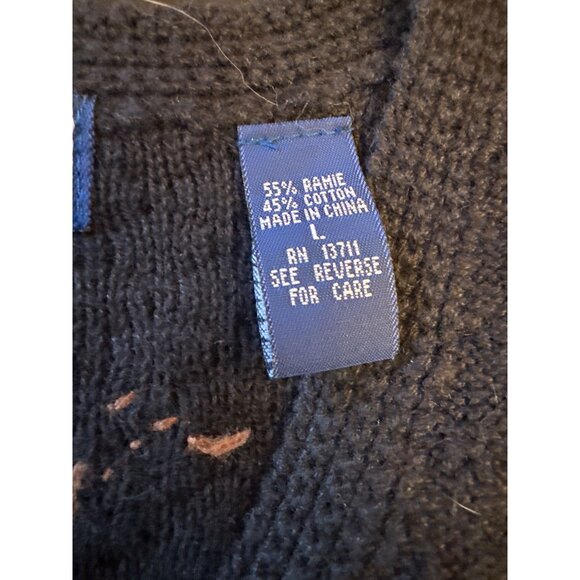 55% RAMIE
45% COTTON
MADE IN CHINA
L
RN 13711
SEE REVERSE
FOR CARE